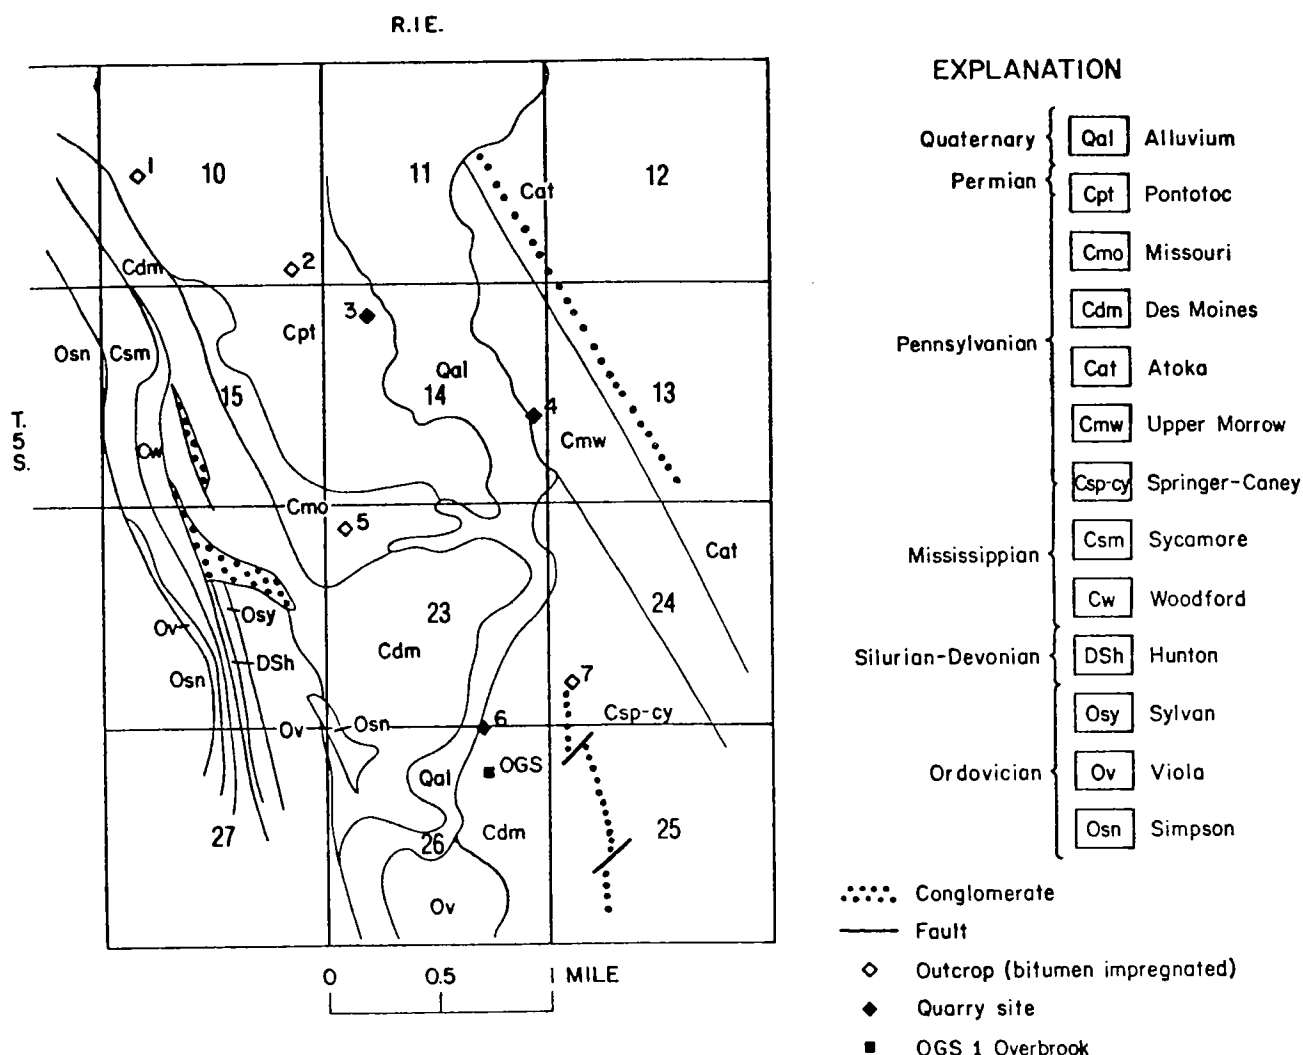 R.1E.
EXPLANATION
Quaternary
Qal Alluvium
Permian
Cpt Pontotoc
Cmo Missouri
Cdm Des Moines
Pennsylvanian
Cat Atoka
Cmw Upper Morrow
Csp-cy Springer-Caney
Mississippian
Csm Sycamore
Cw Woodford
Silurian-Devonian
DSh Hunton
Osy Sylvan
Ordovician
Ov Viola
Osn Simpson
Conglomerate
Fault
Outcrop (bitumen impregnated)
Quarry site
OGS 1 Overbrook
1
10
11
12
Cat
Cdm
2
3
Cpt
Osn
Csm
Qal
15
14
13
4
T.
5
S.
Cw
Cmw
Cmo
5
Cat
Osy
23
24
Ov
Cdm
DSh
Osn
7
Csp-cy
6
Ov
Osn
OGS
Qal
27
26
Cdm
25
Ov
0
0.5
1 MILE